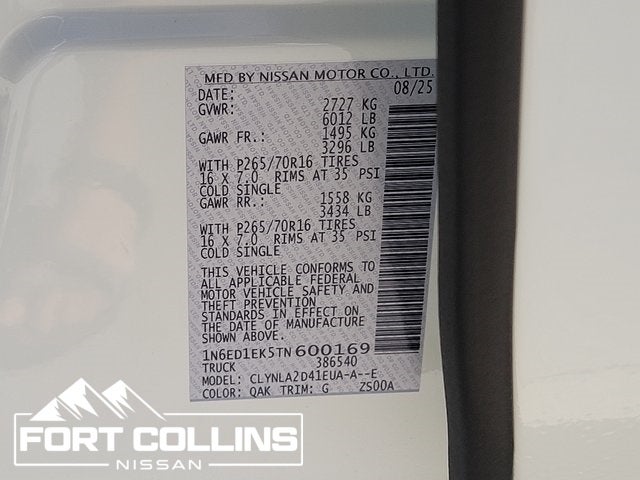 MFD BY NISSAN MOTOR CO., LTD.
DATE: 08/25
GVWR: 2727 KG
6012 LB
GAWR FR.: 1495 KG
3296 LB
WITH P265/70R16 TIRES
16 X 7.0 RIMS AT 35 PSI
COLD SINGLE
GAWR RR.: 1558 KG
3434 LB
WITH P265/70R16 TIRES
16 X 7.0 RIMS AT 35 PSI
COLD SINGLE
THIS VEHICLE CONFORMS TO
ALL APPLICABLE FEDERAL
MOTOR VEHICLE SAFETY AND
THEFT PREVENTION
STANDARDS IN EFFECT ON
THE DATE OF MANUFACTURE
SHOWN ABOVE.
1N6ED1EK5TN600169
TRUCK 386540
MODEL: CLYNLA2D41EUA-A--E
COLOR: QAK TRIM: G ZS00A
FORT COLLINS
NISSAN